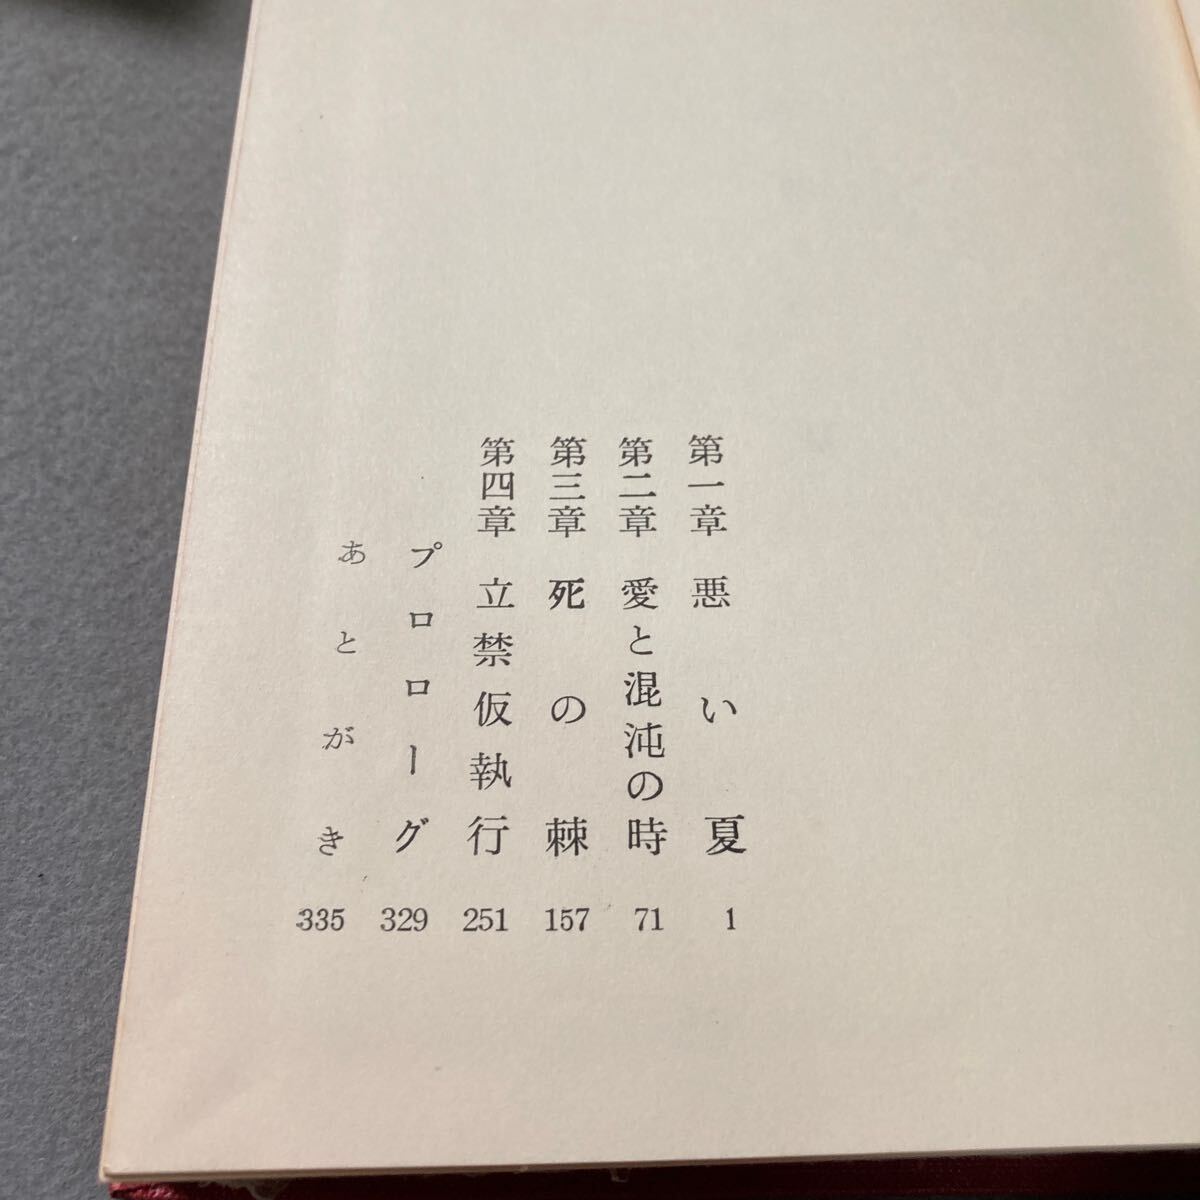 第一章 悪い夏 1
第二章 愛と混沌の時 71
第三章 死の棘 157
第四章 立禁仮執行 251
プロローグ 329
あとがき 335